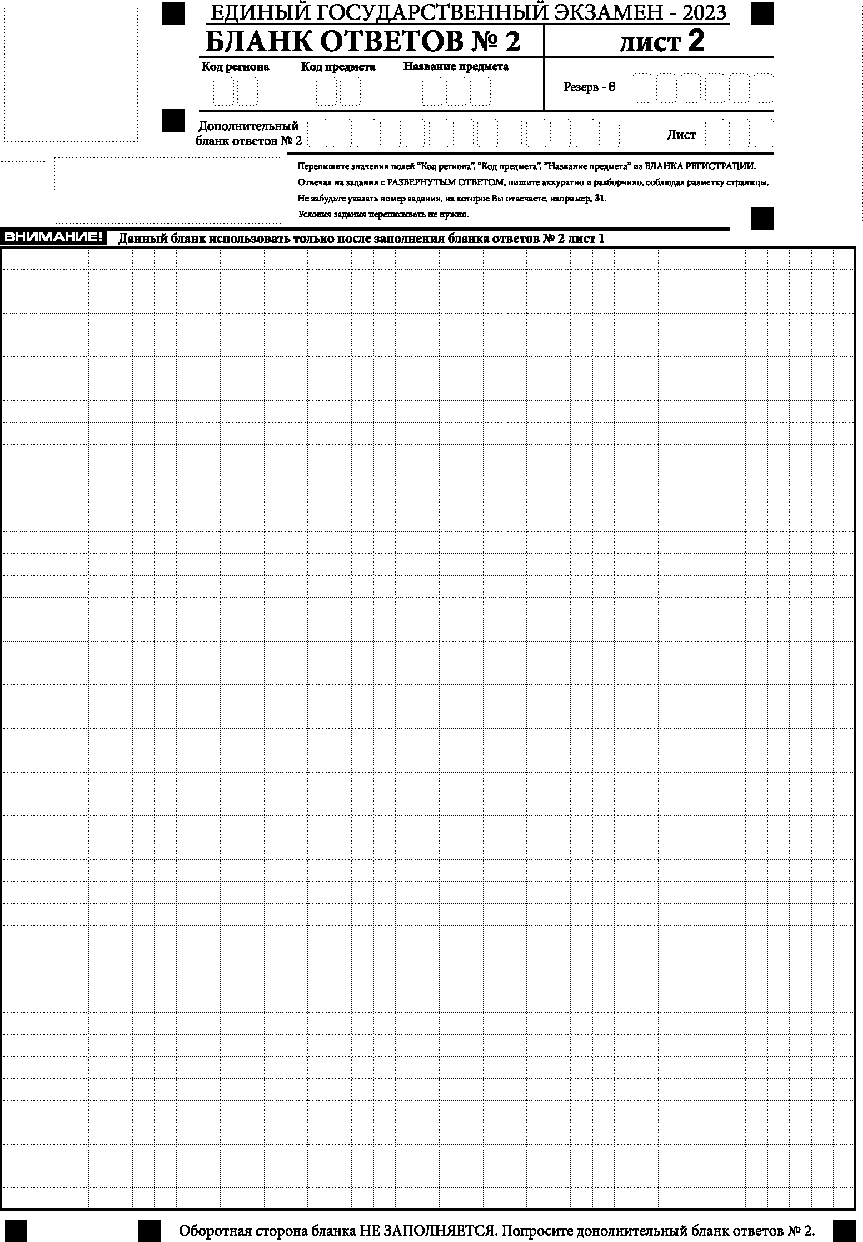 ЕДИНЫЙ ГОСУДАРСТВЕННЫЙ ЭКЗАМЕН - 2023
БЛАНК ОТВЕТОВ № 2
лист 2
Код региона Код предмета Название предмета
Резерв - 6
Дополнительный
бланк ответов № 2
Лист
Перепишите значения полей "Код региона", "Код предмета", "Название предмета" из БЛАНКА РЕГИСТРАЦИИ.
Отвечая на задания с РАЗВЕРНУТЫМ ОТВЕТОМ, пишите аккуратно и разборчиво, соблюдая разметку страницы.
Не забудьте указать номер задания, на которое Вы отвечаете, например, 31.
Условия задания переписывать не нужно.
ВНИМАНИЕ! Данный бланк использовать только после заполнения бланка ответов № 2 лист 1
Оборотная сторона бланка НЕ ЗАПОЛНЯЕТСЯ. Попросите дополнительный бланк ответов № 2.